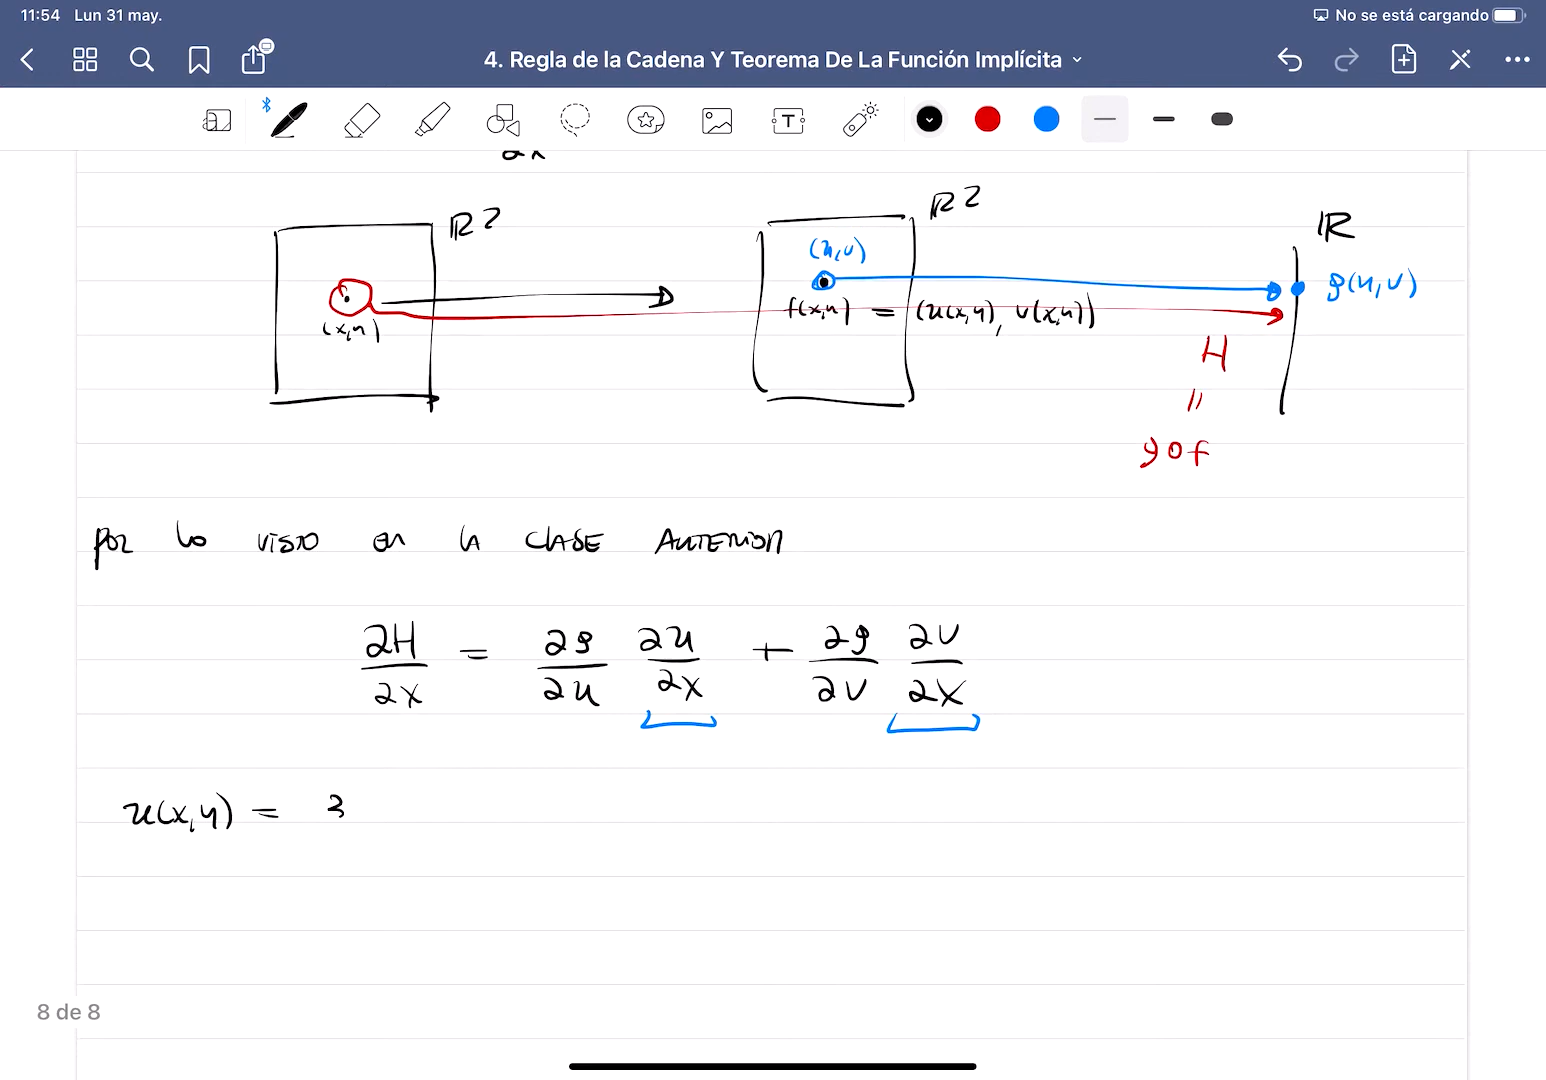 11:54 Lun 31 may. No se está cargando
4. Regla de la Cadena Y Teorema De La Función Implícita
T
∂x
ℝ² ℝ² ℝ
(u,v)
g(u,v)
(x,y) f(x,y) = (u(x,y), v(x,y))
H
=
g∘f
Por lo visto en la clase anterior
∂H/∂x = ∂g/∂u ∂u/∂x + ∂g/∂v ∂v/∂x
u(x,y) = 3
8 de 8